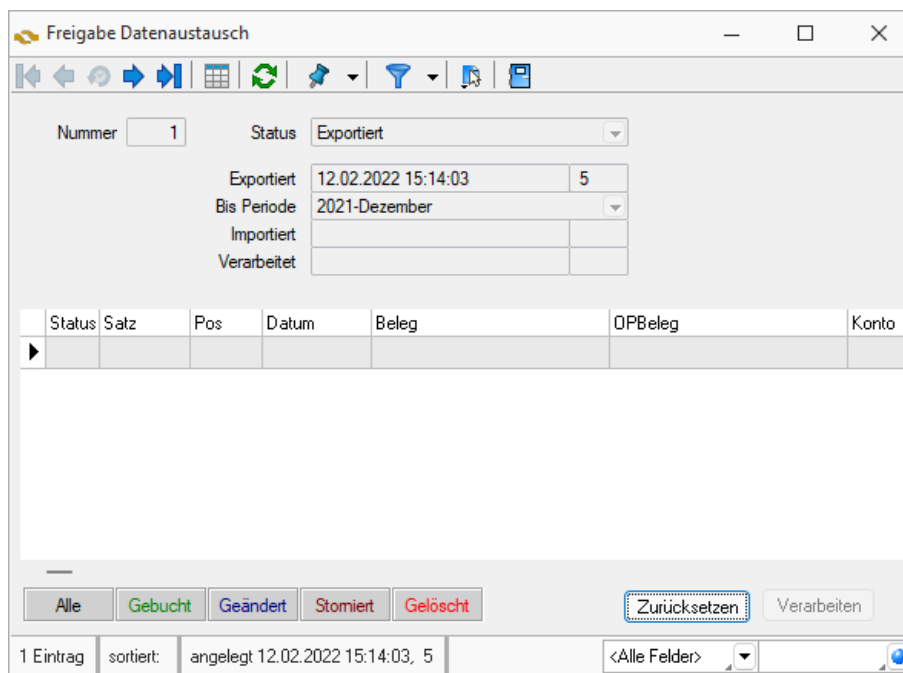 Freigabe Datenaustausch
Nummer 1 Status Exportiert
Exportiert 12.02.2022 15:14:03 5
Bis Periode 2021-Dezember
Importiert
Verarbeitet
Status Satz Pos Datum Beleg OPBeleg Konto
Alle Gebucht Geändert Storniert Gelöscht Zurücksetzen Verarbeiten
1 Eintrag sortiert: angelegt 12.02.2022 15:14:03, 5 <Alle Felder>